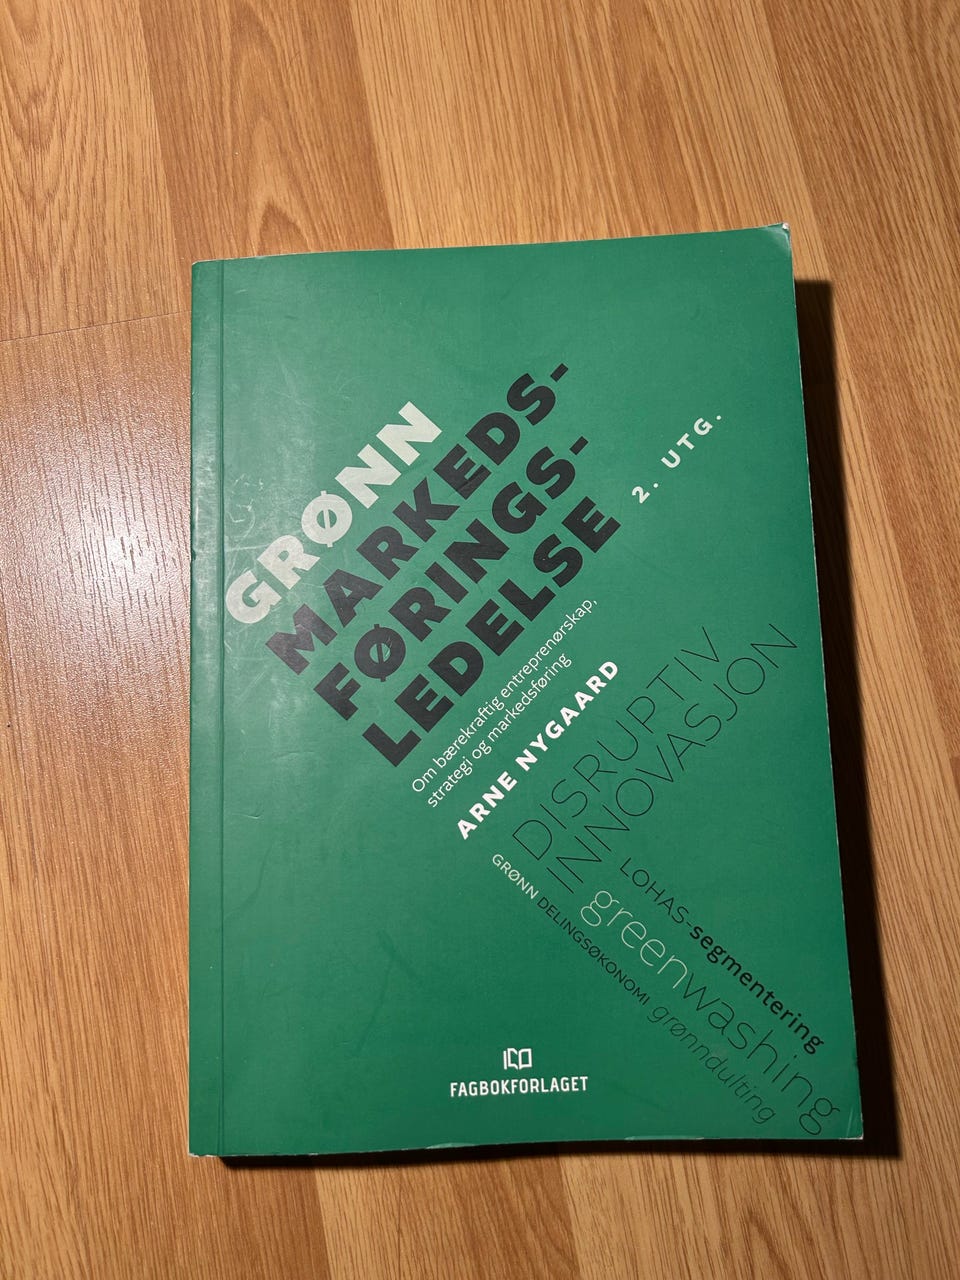 GRØNN
MARKEDS-
FØRINGS-
LEDELSE
2. UTG.
Om bærekraftig entreprenørskap,
strategi og markedsføring
ARNE NYGAARD
DISRUPTIV
INNOVASJON
LOHAS-segmentering
greenwashing
GRØNN DELINGSØKONOMI grønndulting
FAGBOKFORLAGET